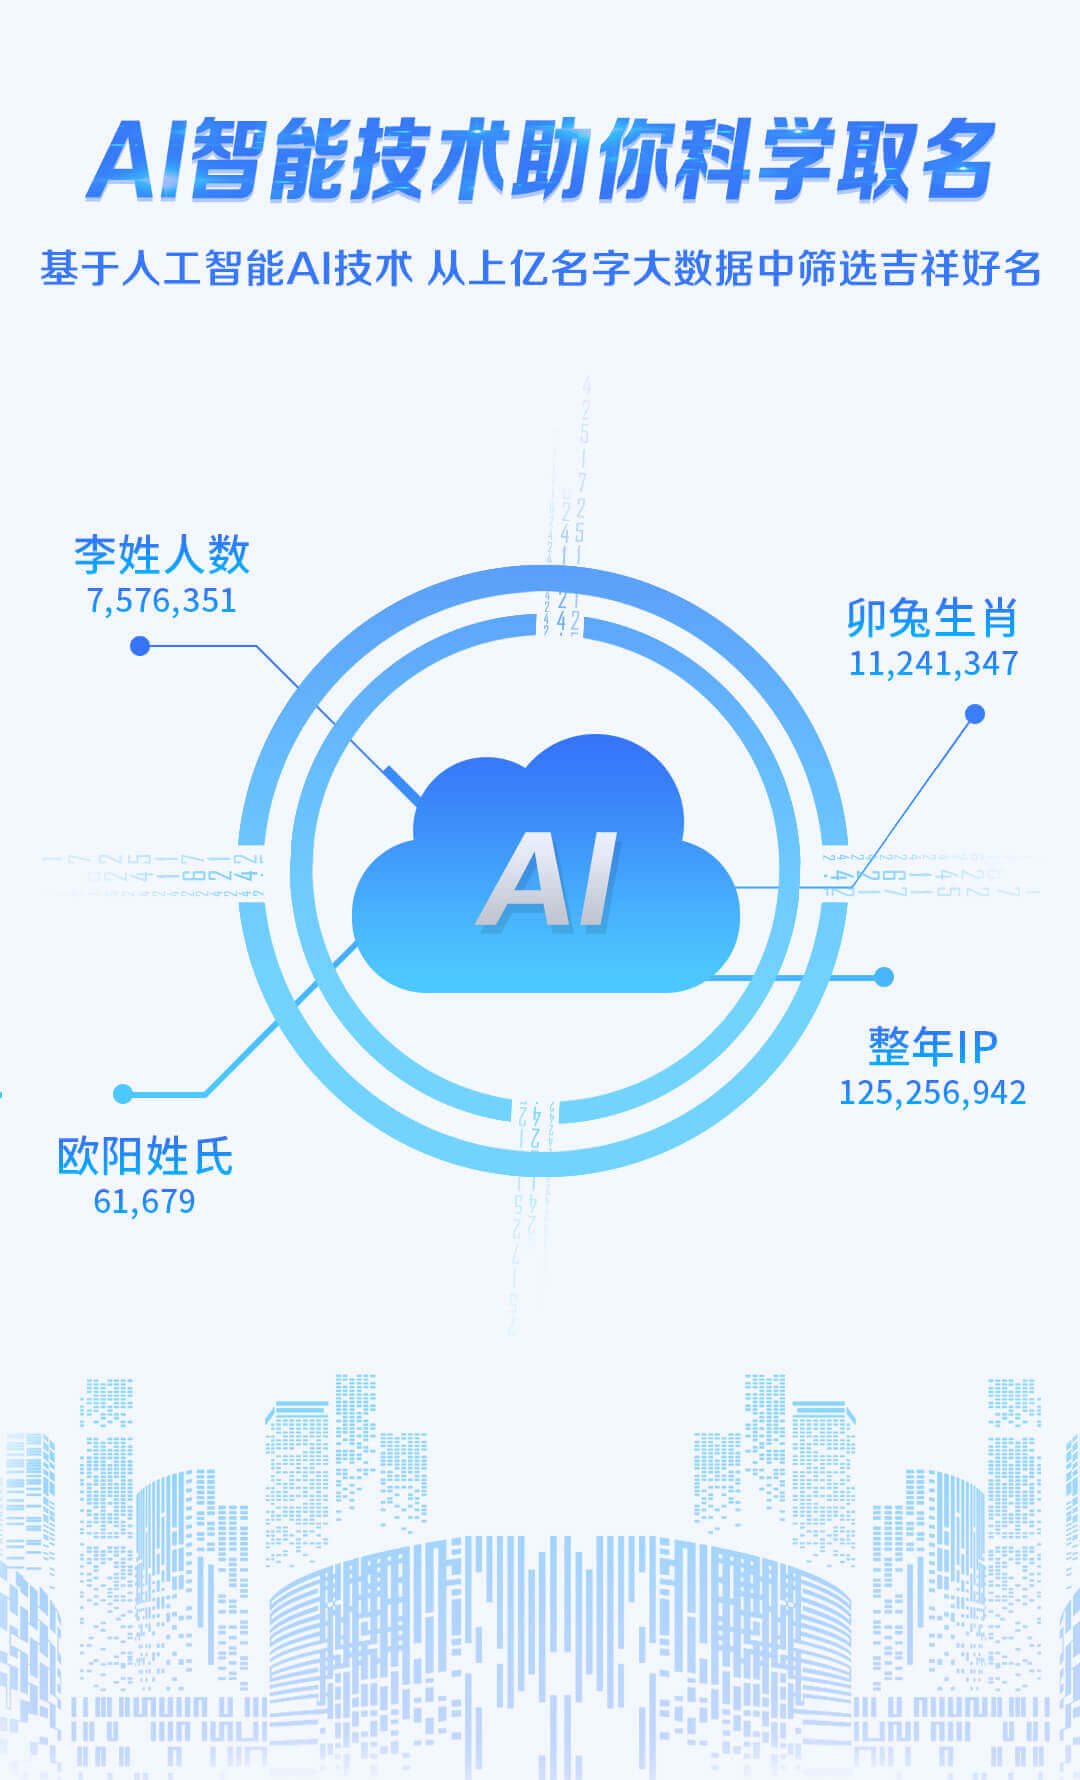 AI智能技术助你科学取名
基于人工智能AI技术 从上亿名字大数据中筛选吉祥好名
李姓人数
7,576,351
卯兔生肖
11,241,347
AI
整年IP
125,256,942
欧阳姓氏
61,679